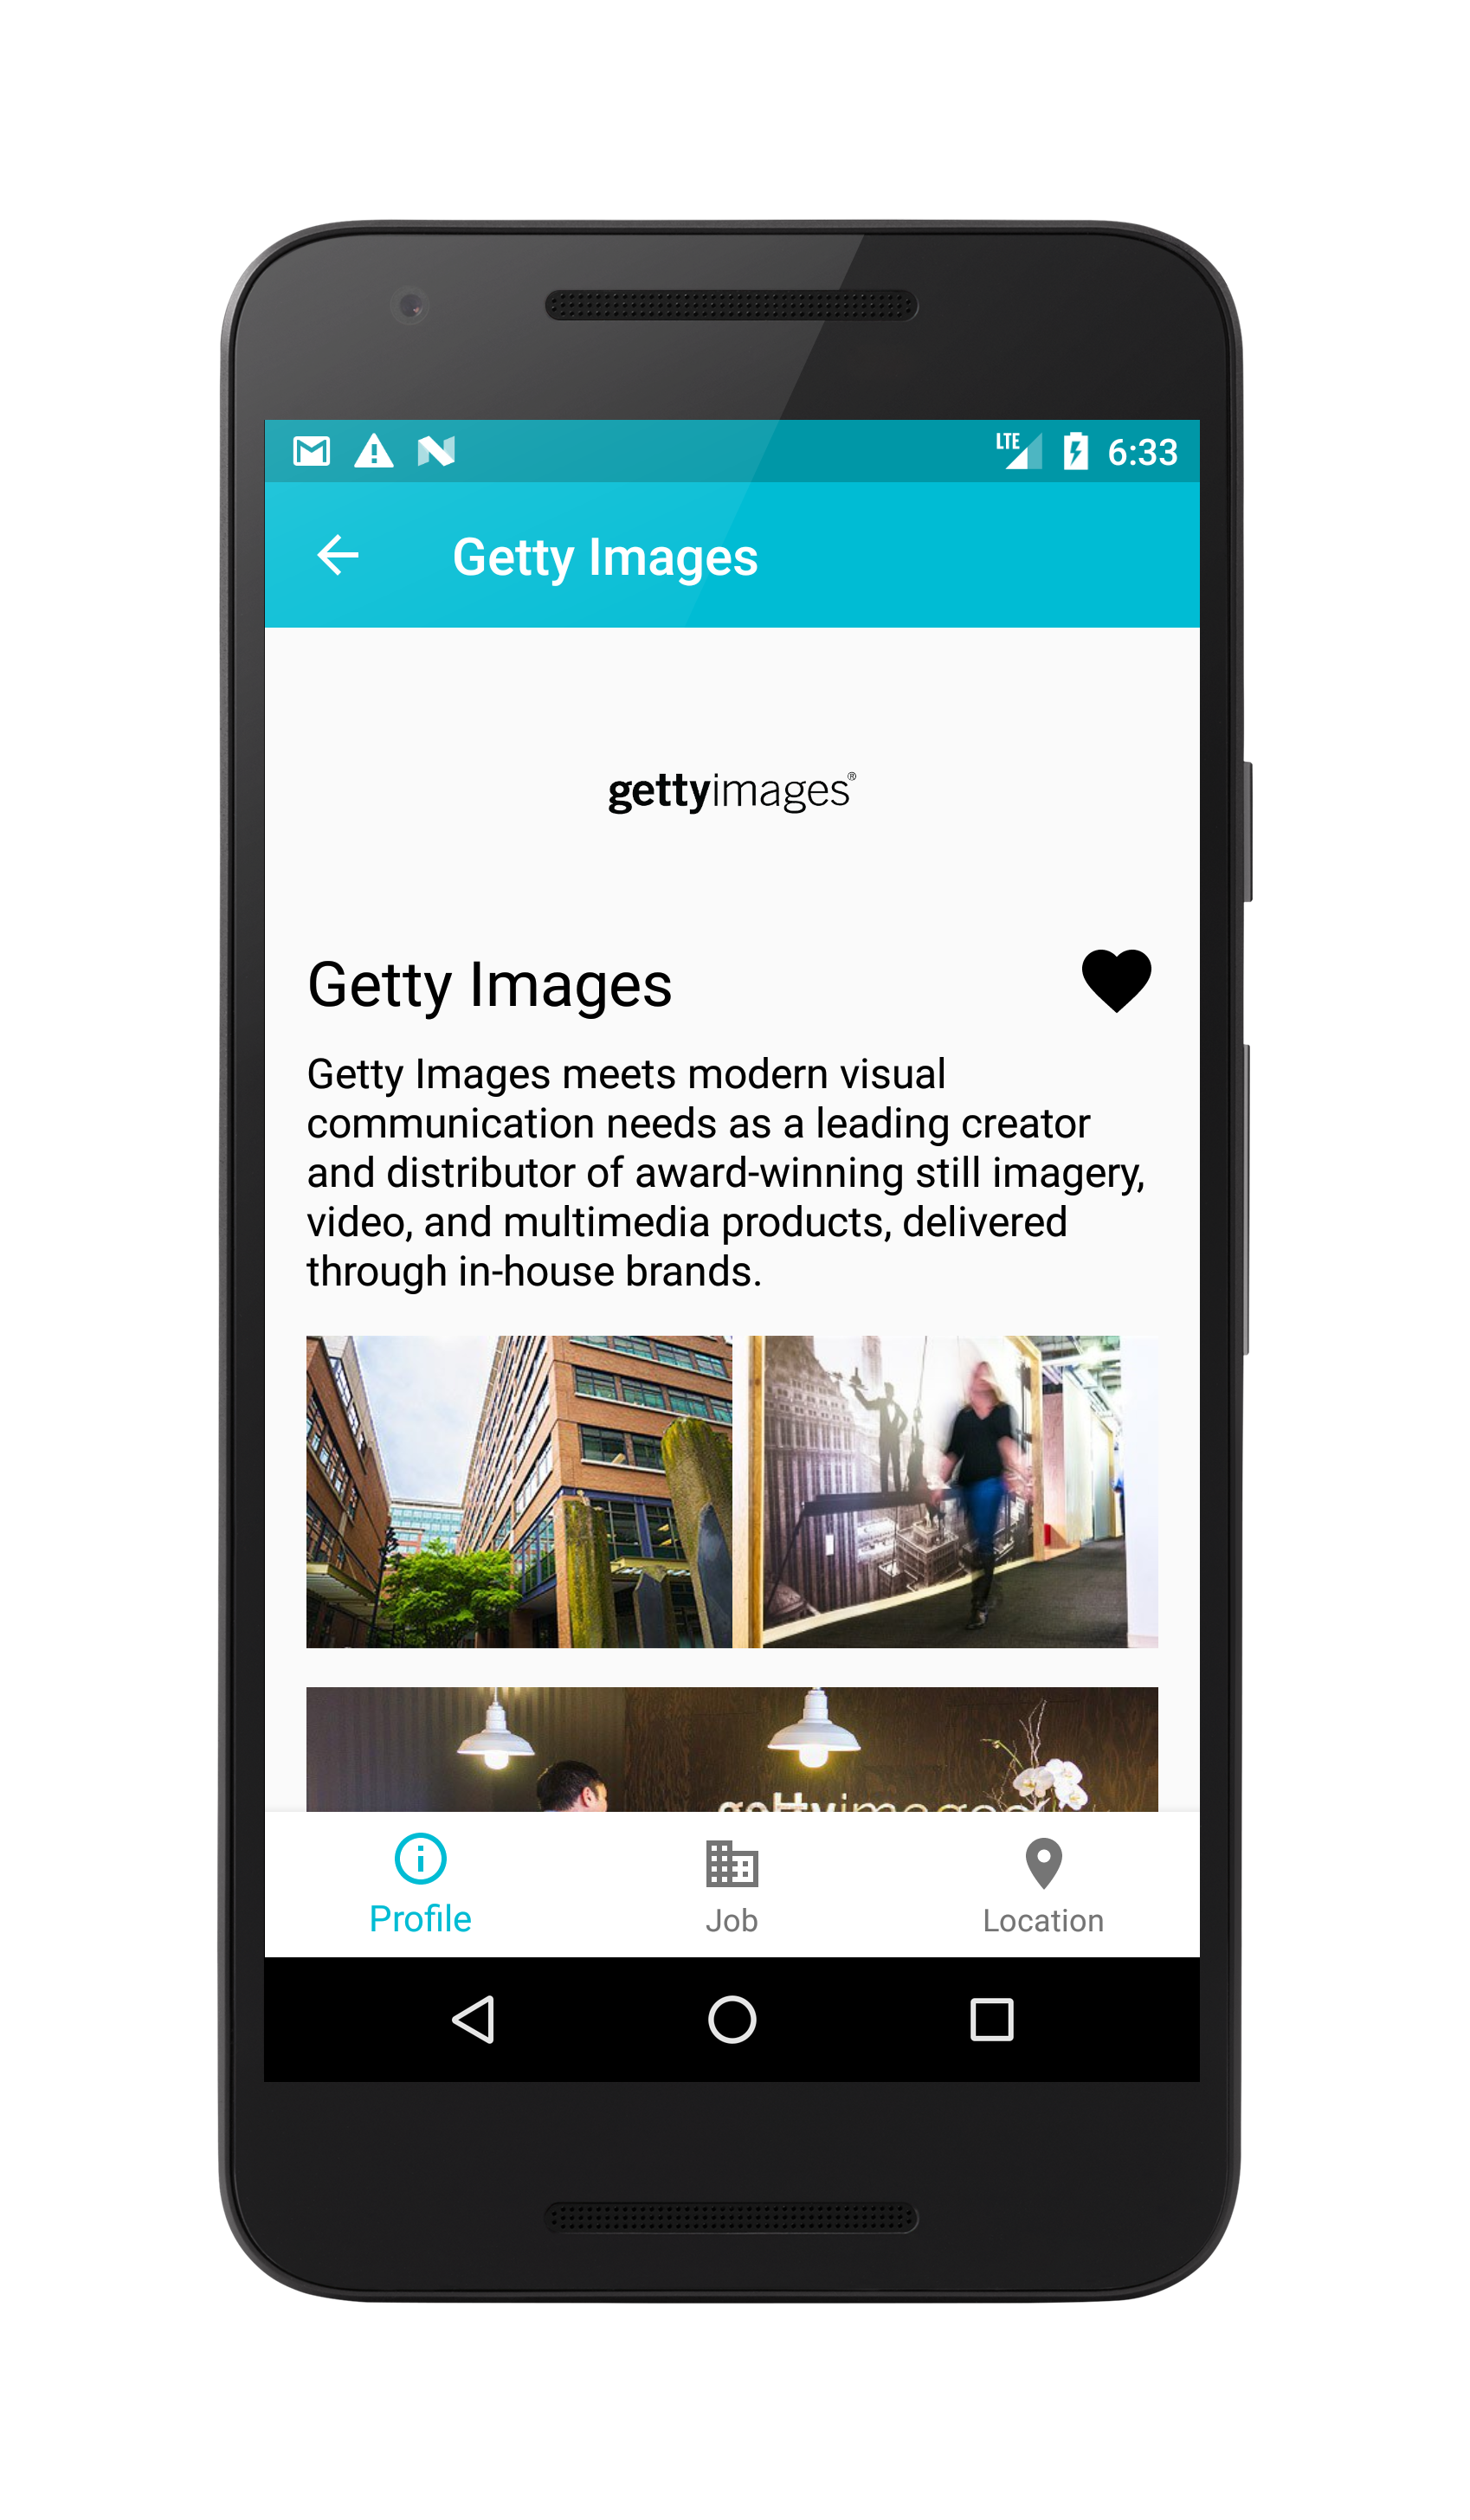 LTE 6:33
Getty Images
gettyimages®
Getty Images
Getty Images meets modern visual
communication needs as a leading creator
and distributor of award-winning still imagery,
video, and multimedia products, delivered
through in-house brands.
gettyimages
Profile Job Location